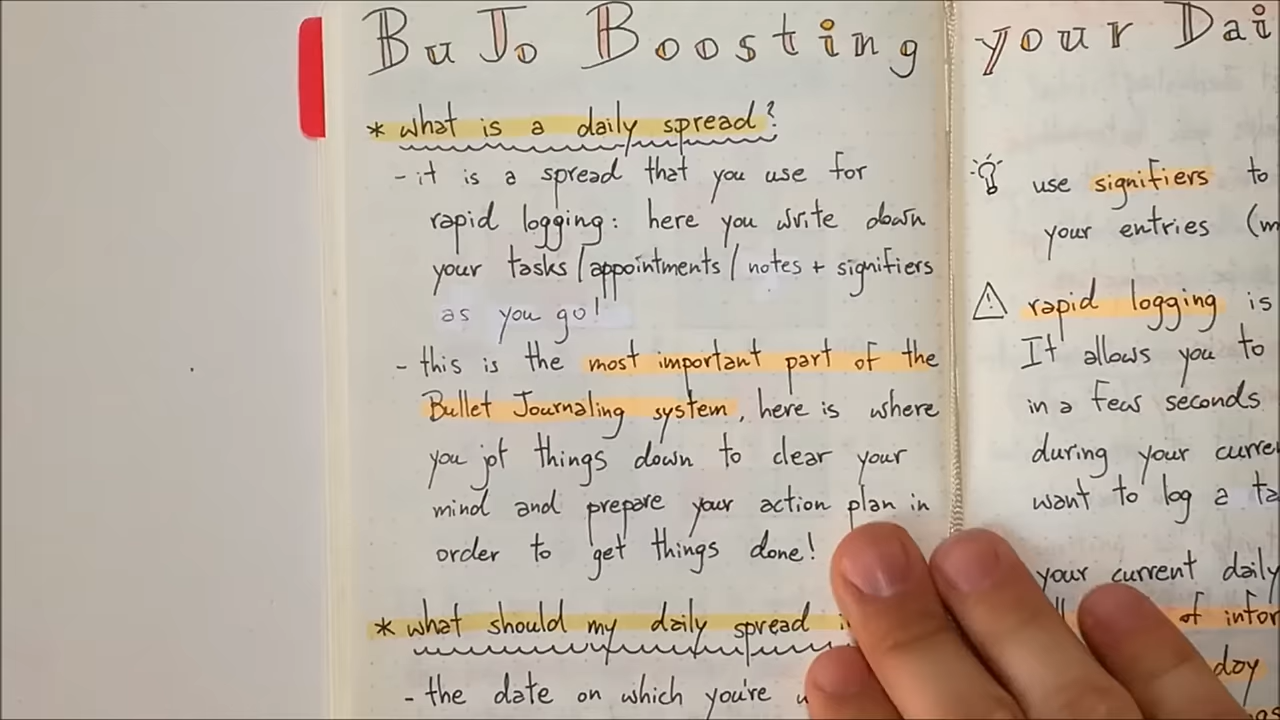 BuJo Boosting your Dai
* what is a daily spread?
- it is a spread that you use for
rapid logging: here you write down
your tasks/appointments/notes + signifiers
as you go!
- this is the most important part of the
Bullet Journaling system, here is where
you jot things down to clear your
mind and prepare your action plan in
order to get things done!
* what should my daily spread
- the date on which you're
use signifiers to
your entries
rapid logging is
It allows you to
in a few seconds
during your curre
want to log a ta
your current daily
of infor
day